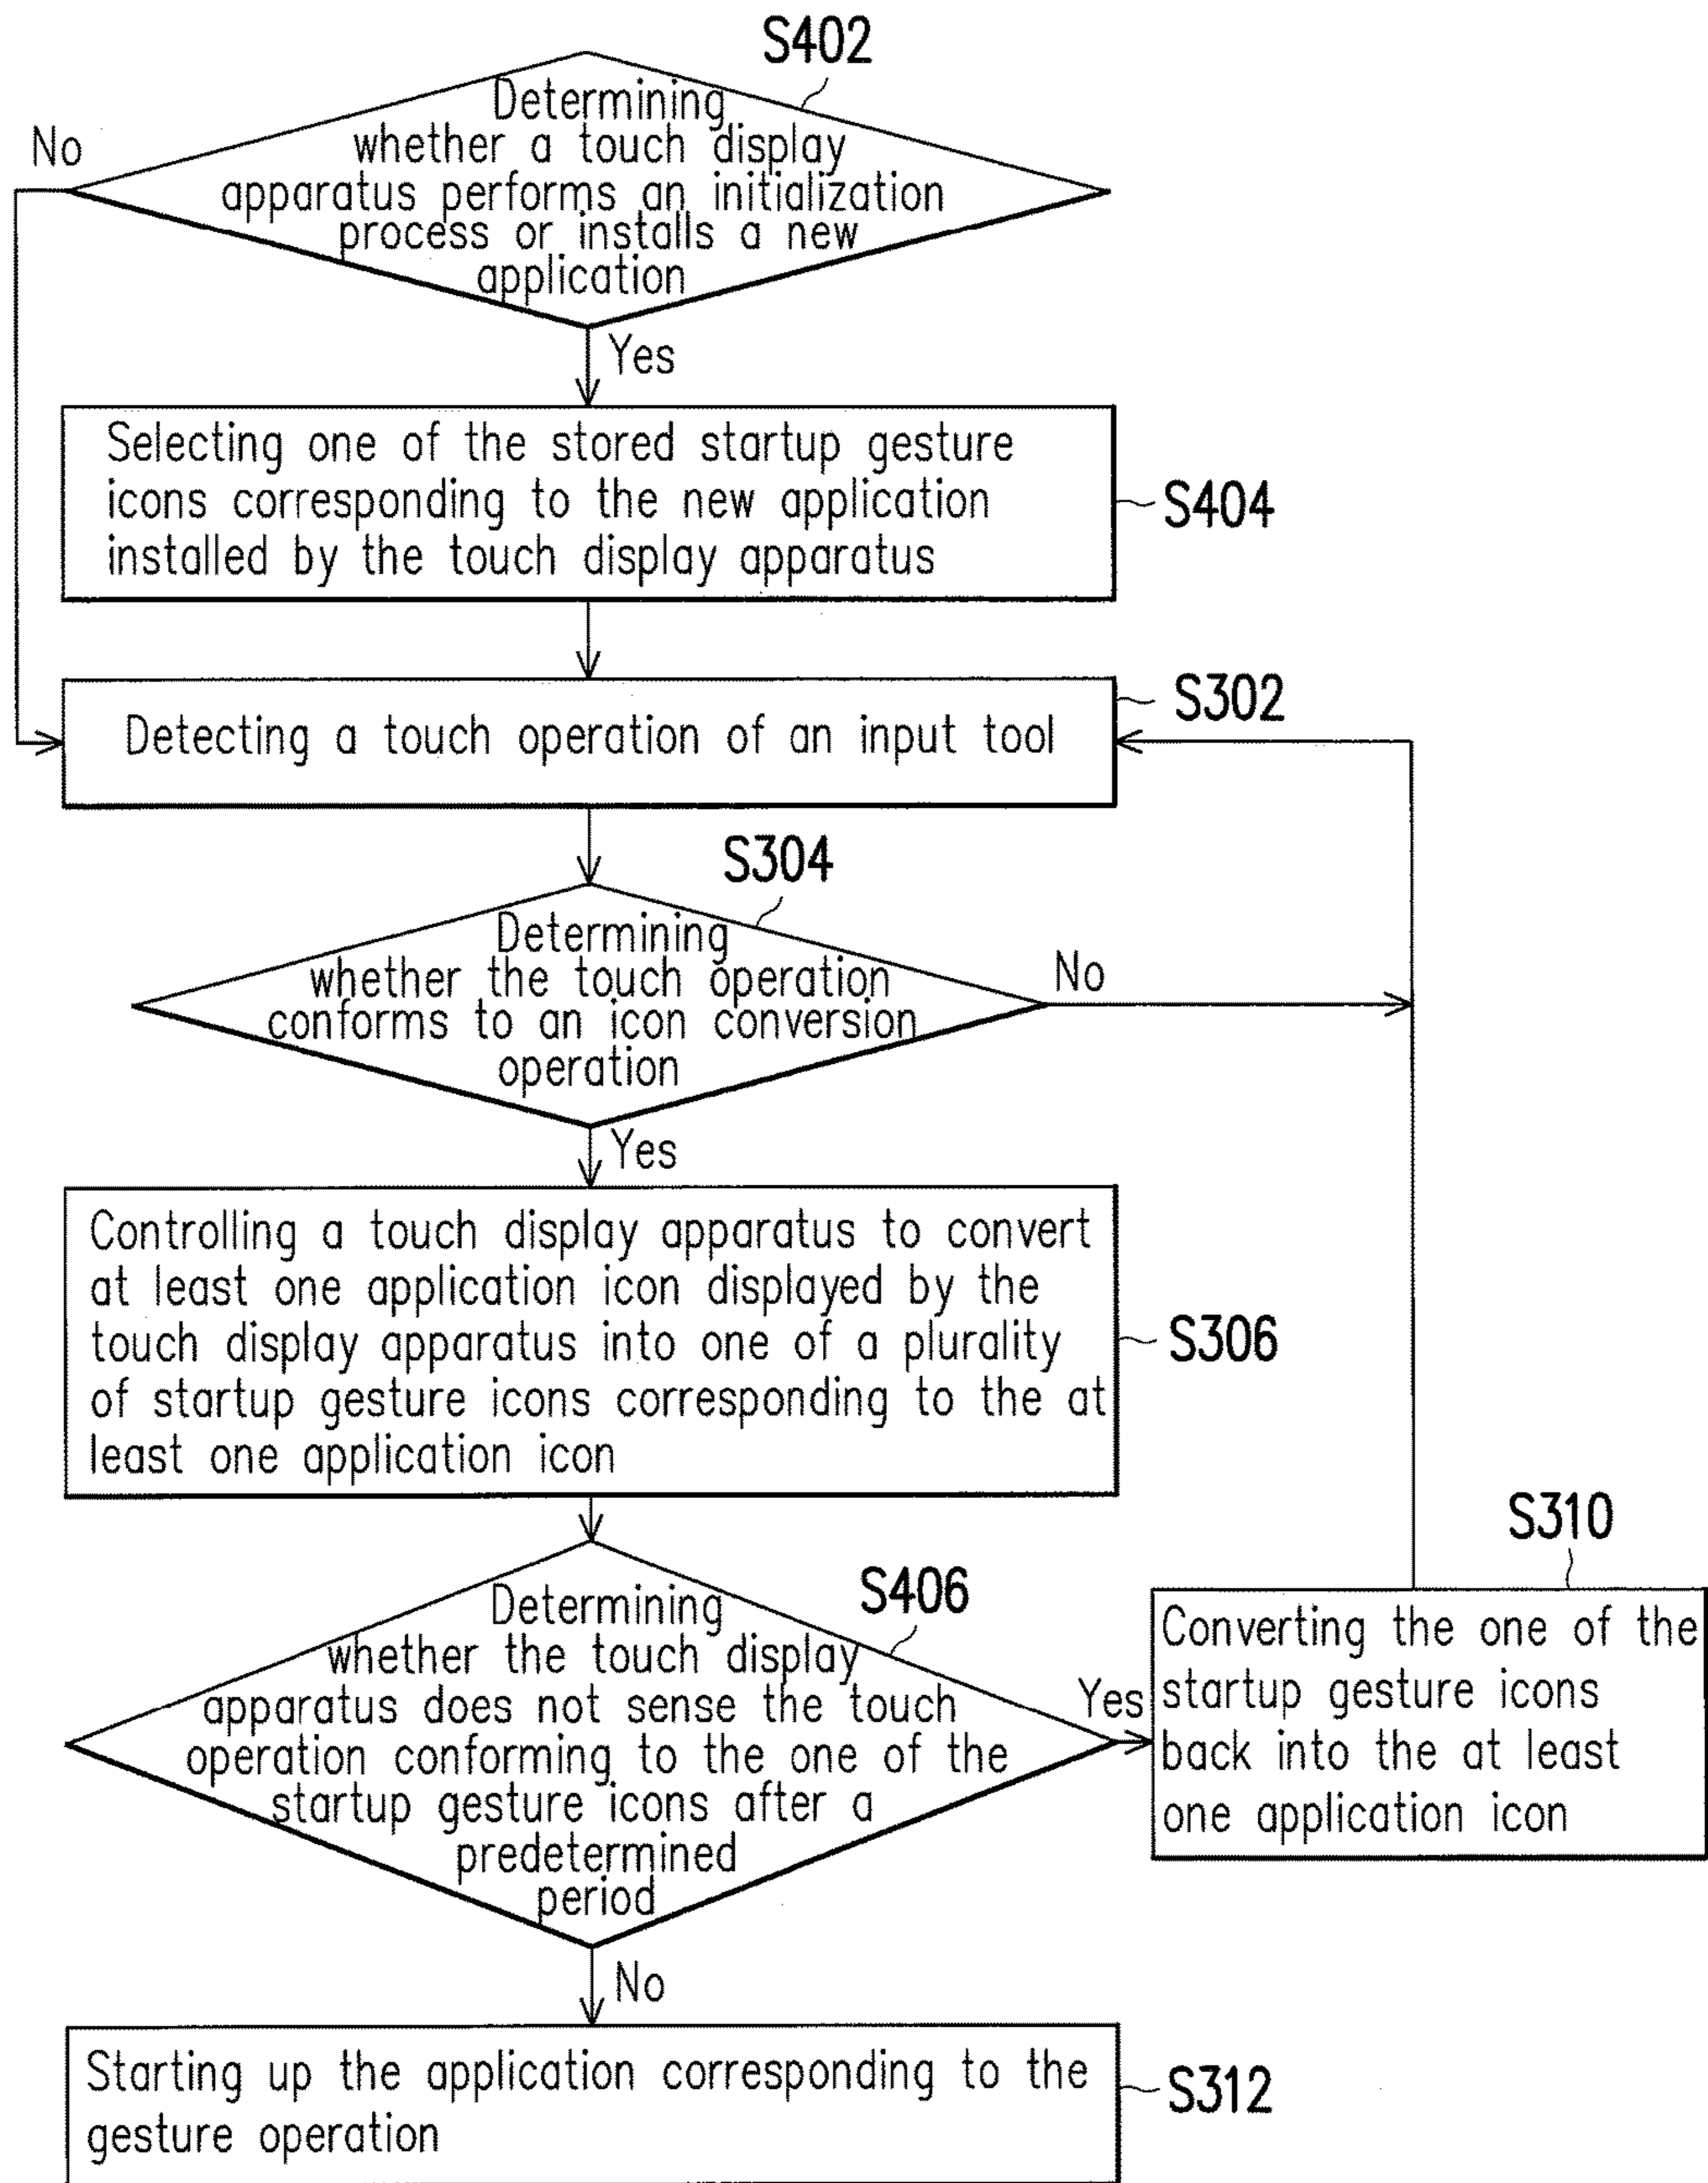 S402
Determining
whether a touch display
apparatus performs an initialization
process or installs a new
application
No
Yes
Selecting one of the stored startup gesture
icons corresponding to the new application
installed by the touch display apparatus
S404
S302
Detecting a touch operation of an input tool
S304
Determining
whether the touch operation
conforms to an icon conversion
operation
No
Yes
Controlling a touch display apparatus to convert
at least one application icon displayed by the
touch display apparatus into one of a plurality
of startup gesture icons corresponding to the at
least one application icon
S306
S406
Determining
whether the touch display
apparatus does not sense the touch
operation conforming to the one of the
startup gesture icons after a
predetermined
period
Yes
S310
Converting the one of the
startup gesture icons
back into the at least
one application icon
No
Starting up the application corresponding to the
gesture operation
S312